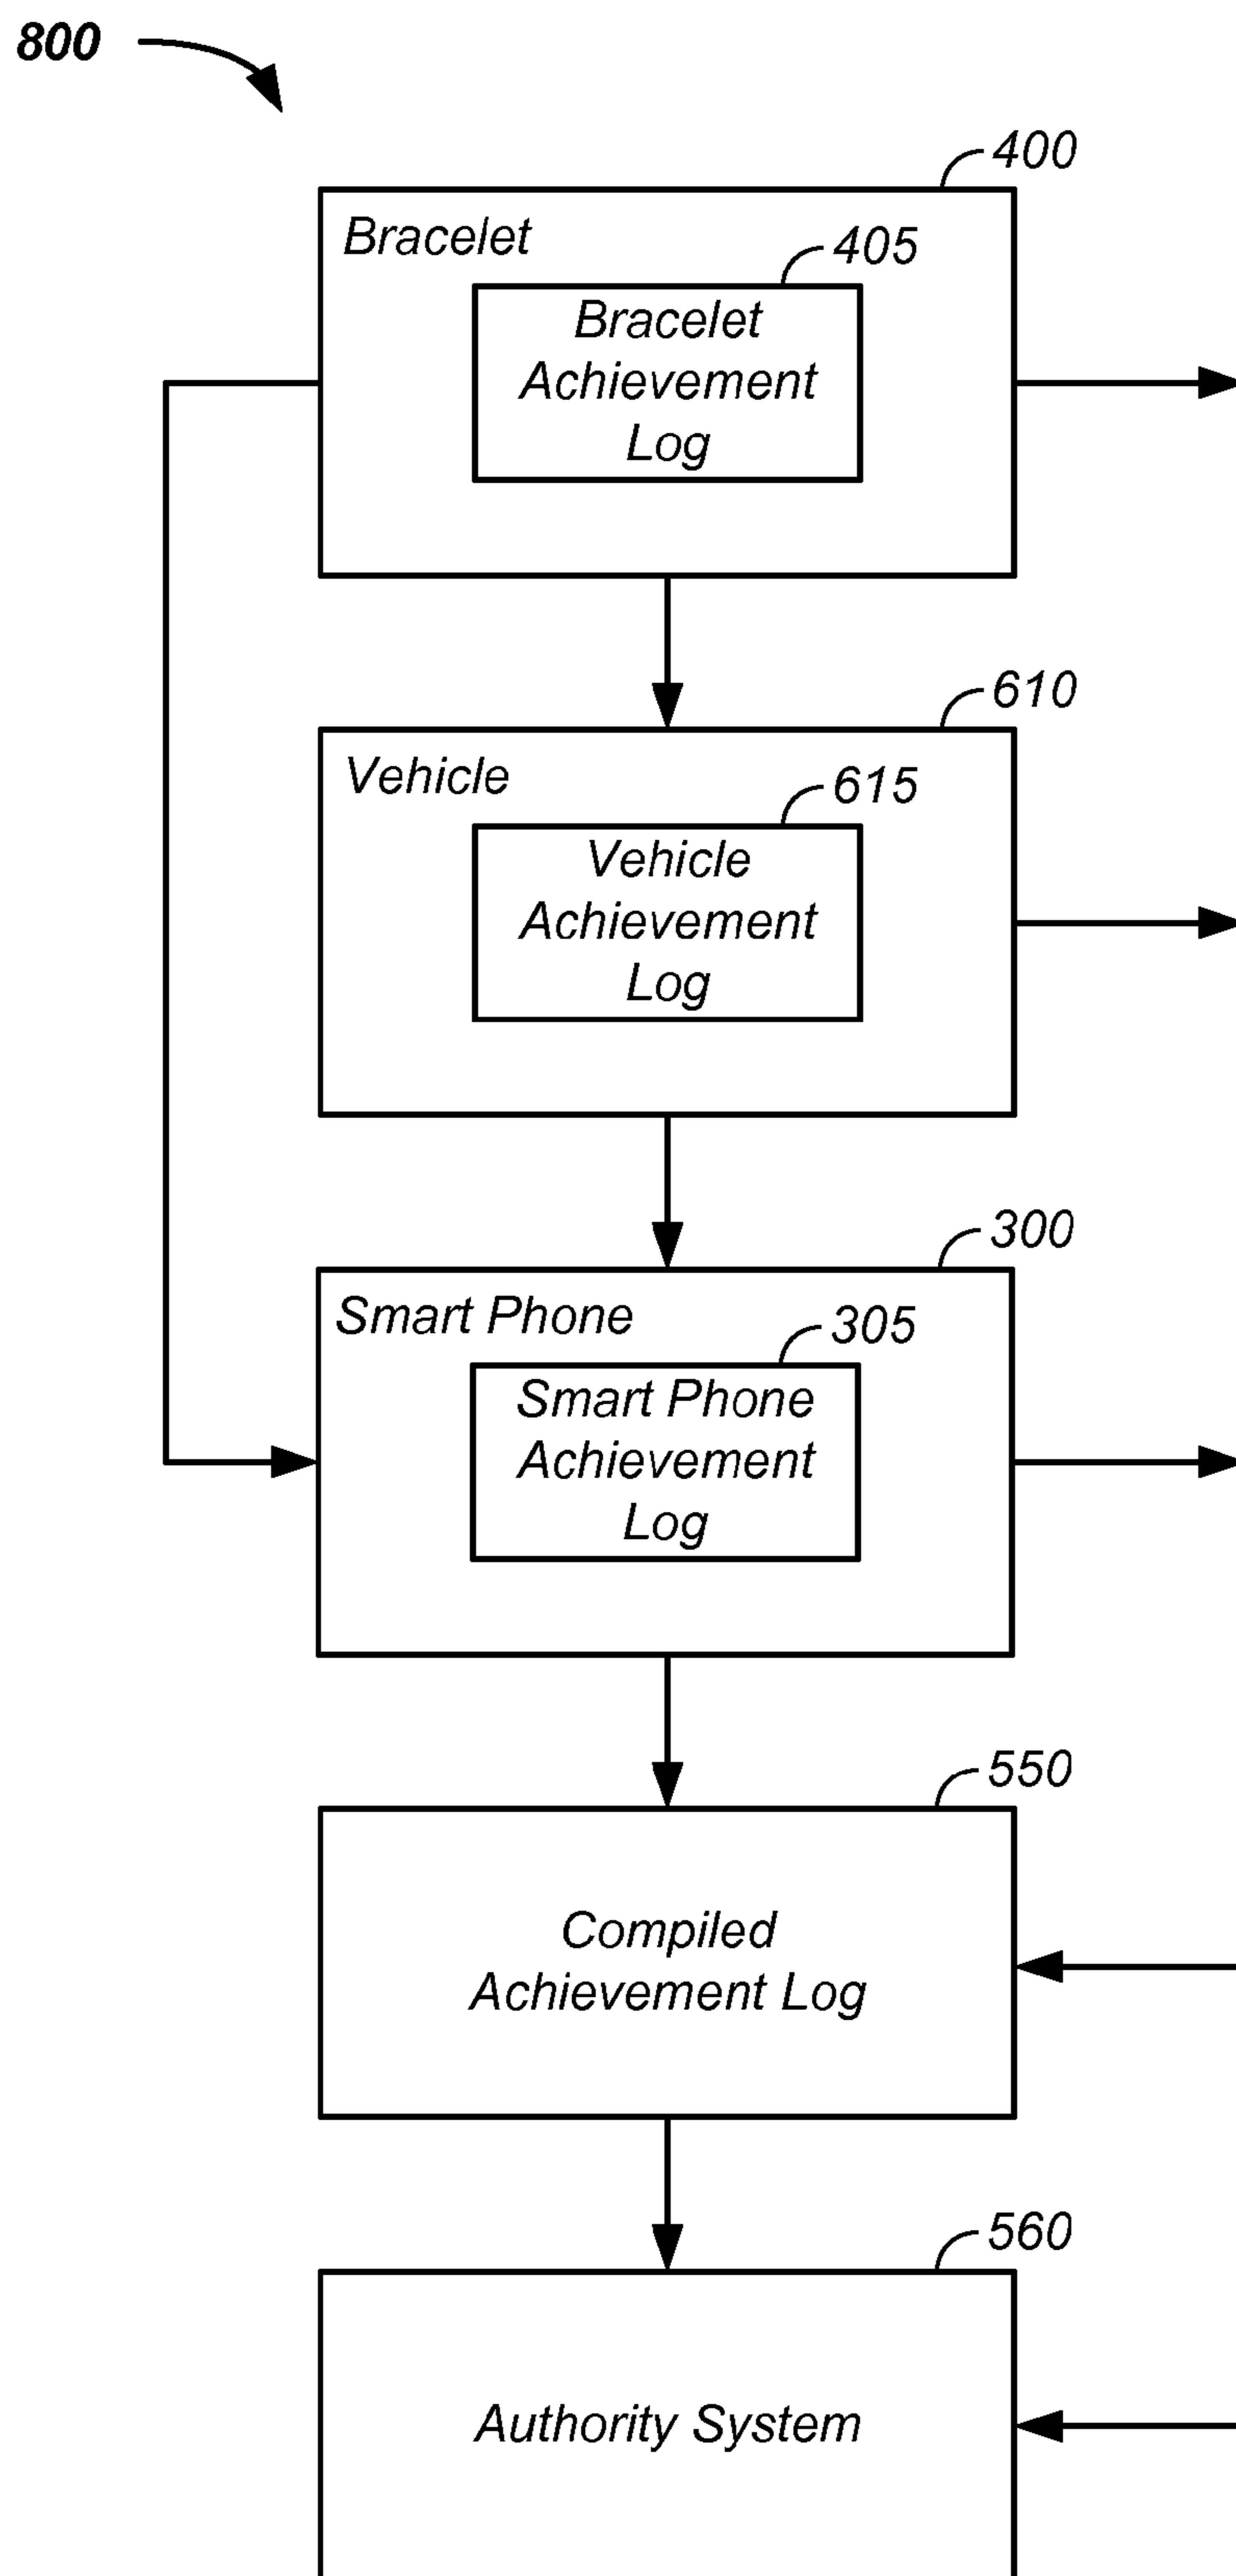 800
400
Bracelet
405
Bracelet
Achievement
Log
610
Vehicle
615
Vehicle
Achievement
Log
300
Smart Phone
305
Smart Phone
Achievement
Log
550
Compiled
Achievement Log
560
Authority System